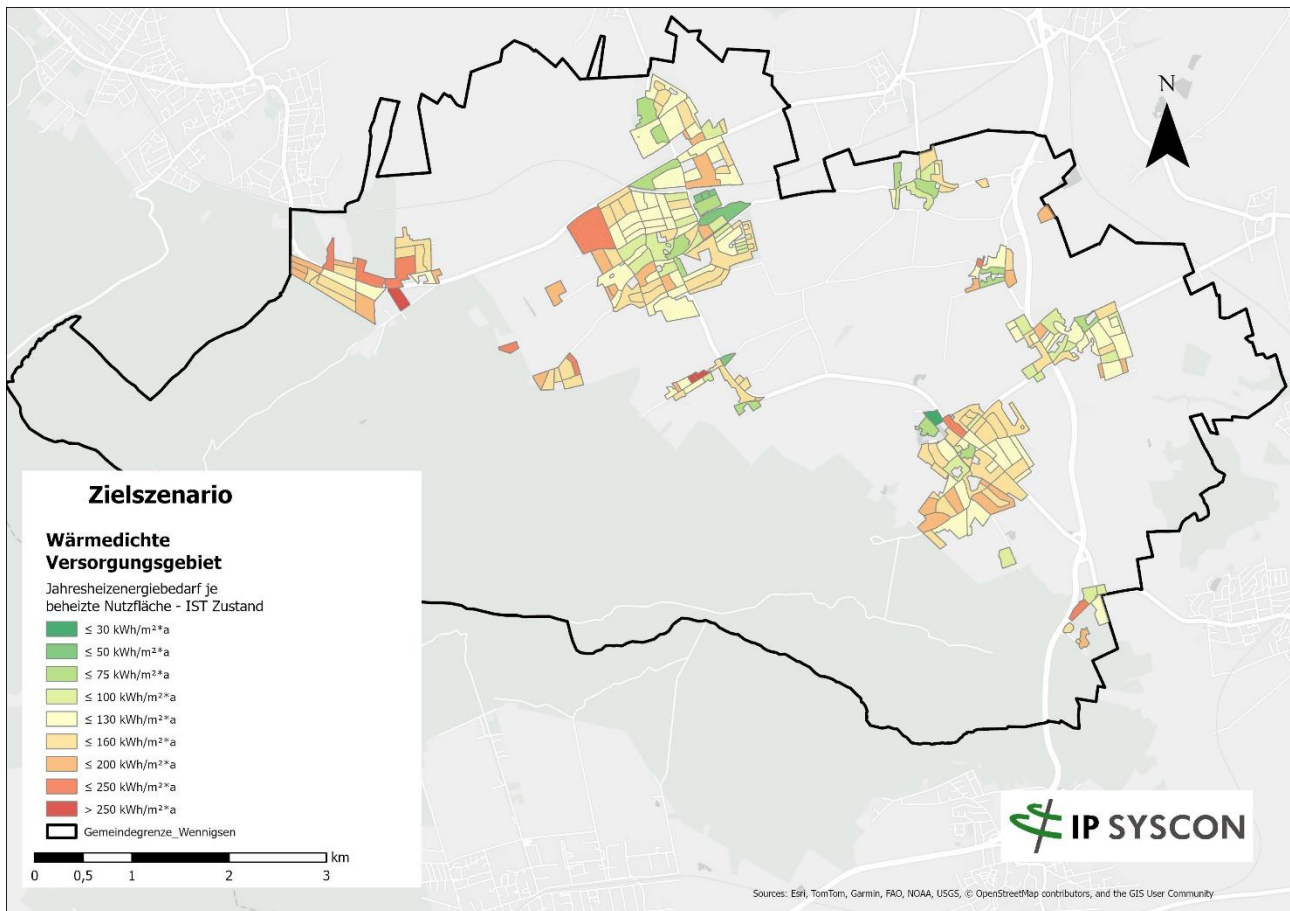 N
Zielszenario
Wärmedichte
Versorgungsgebiet
Jahresheizenergiebedarf je
beheizte Nutzfläche - IST Zustand
≤ 30 kWh/m²*a
≤ 50 kWh/m²*a
≤ 75 kWh/m²*a
≤ 100 kWh/m²*a
≤ 130 kWh/m²*a
≤ 160 kWh/m²*a
≤ 200 kWh/m²*a
≤ 250 kWh/m²*a
> 250 kWh/m²*a
Gemeindegrenze_Wennigsen
km
0 0,5 1 2 3
IP SYSCON
Sources: Esri, TomTom, Garmin, FAO, NOAA, USGS, © OpenStreetMap contributors, and the GIS User Community